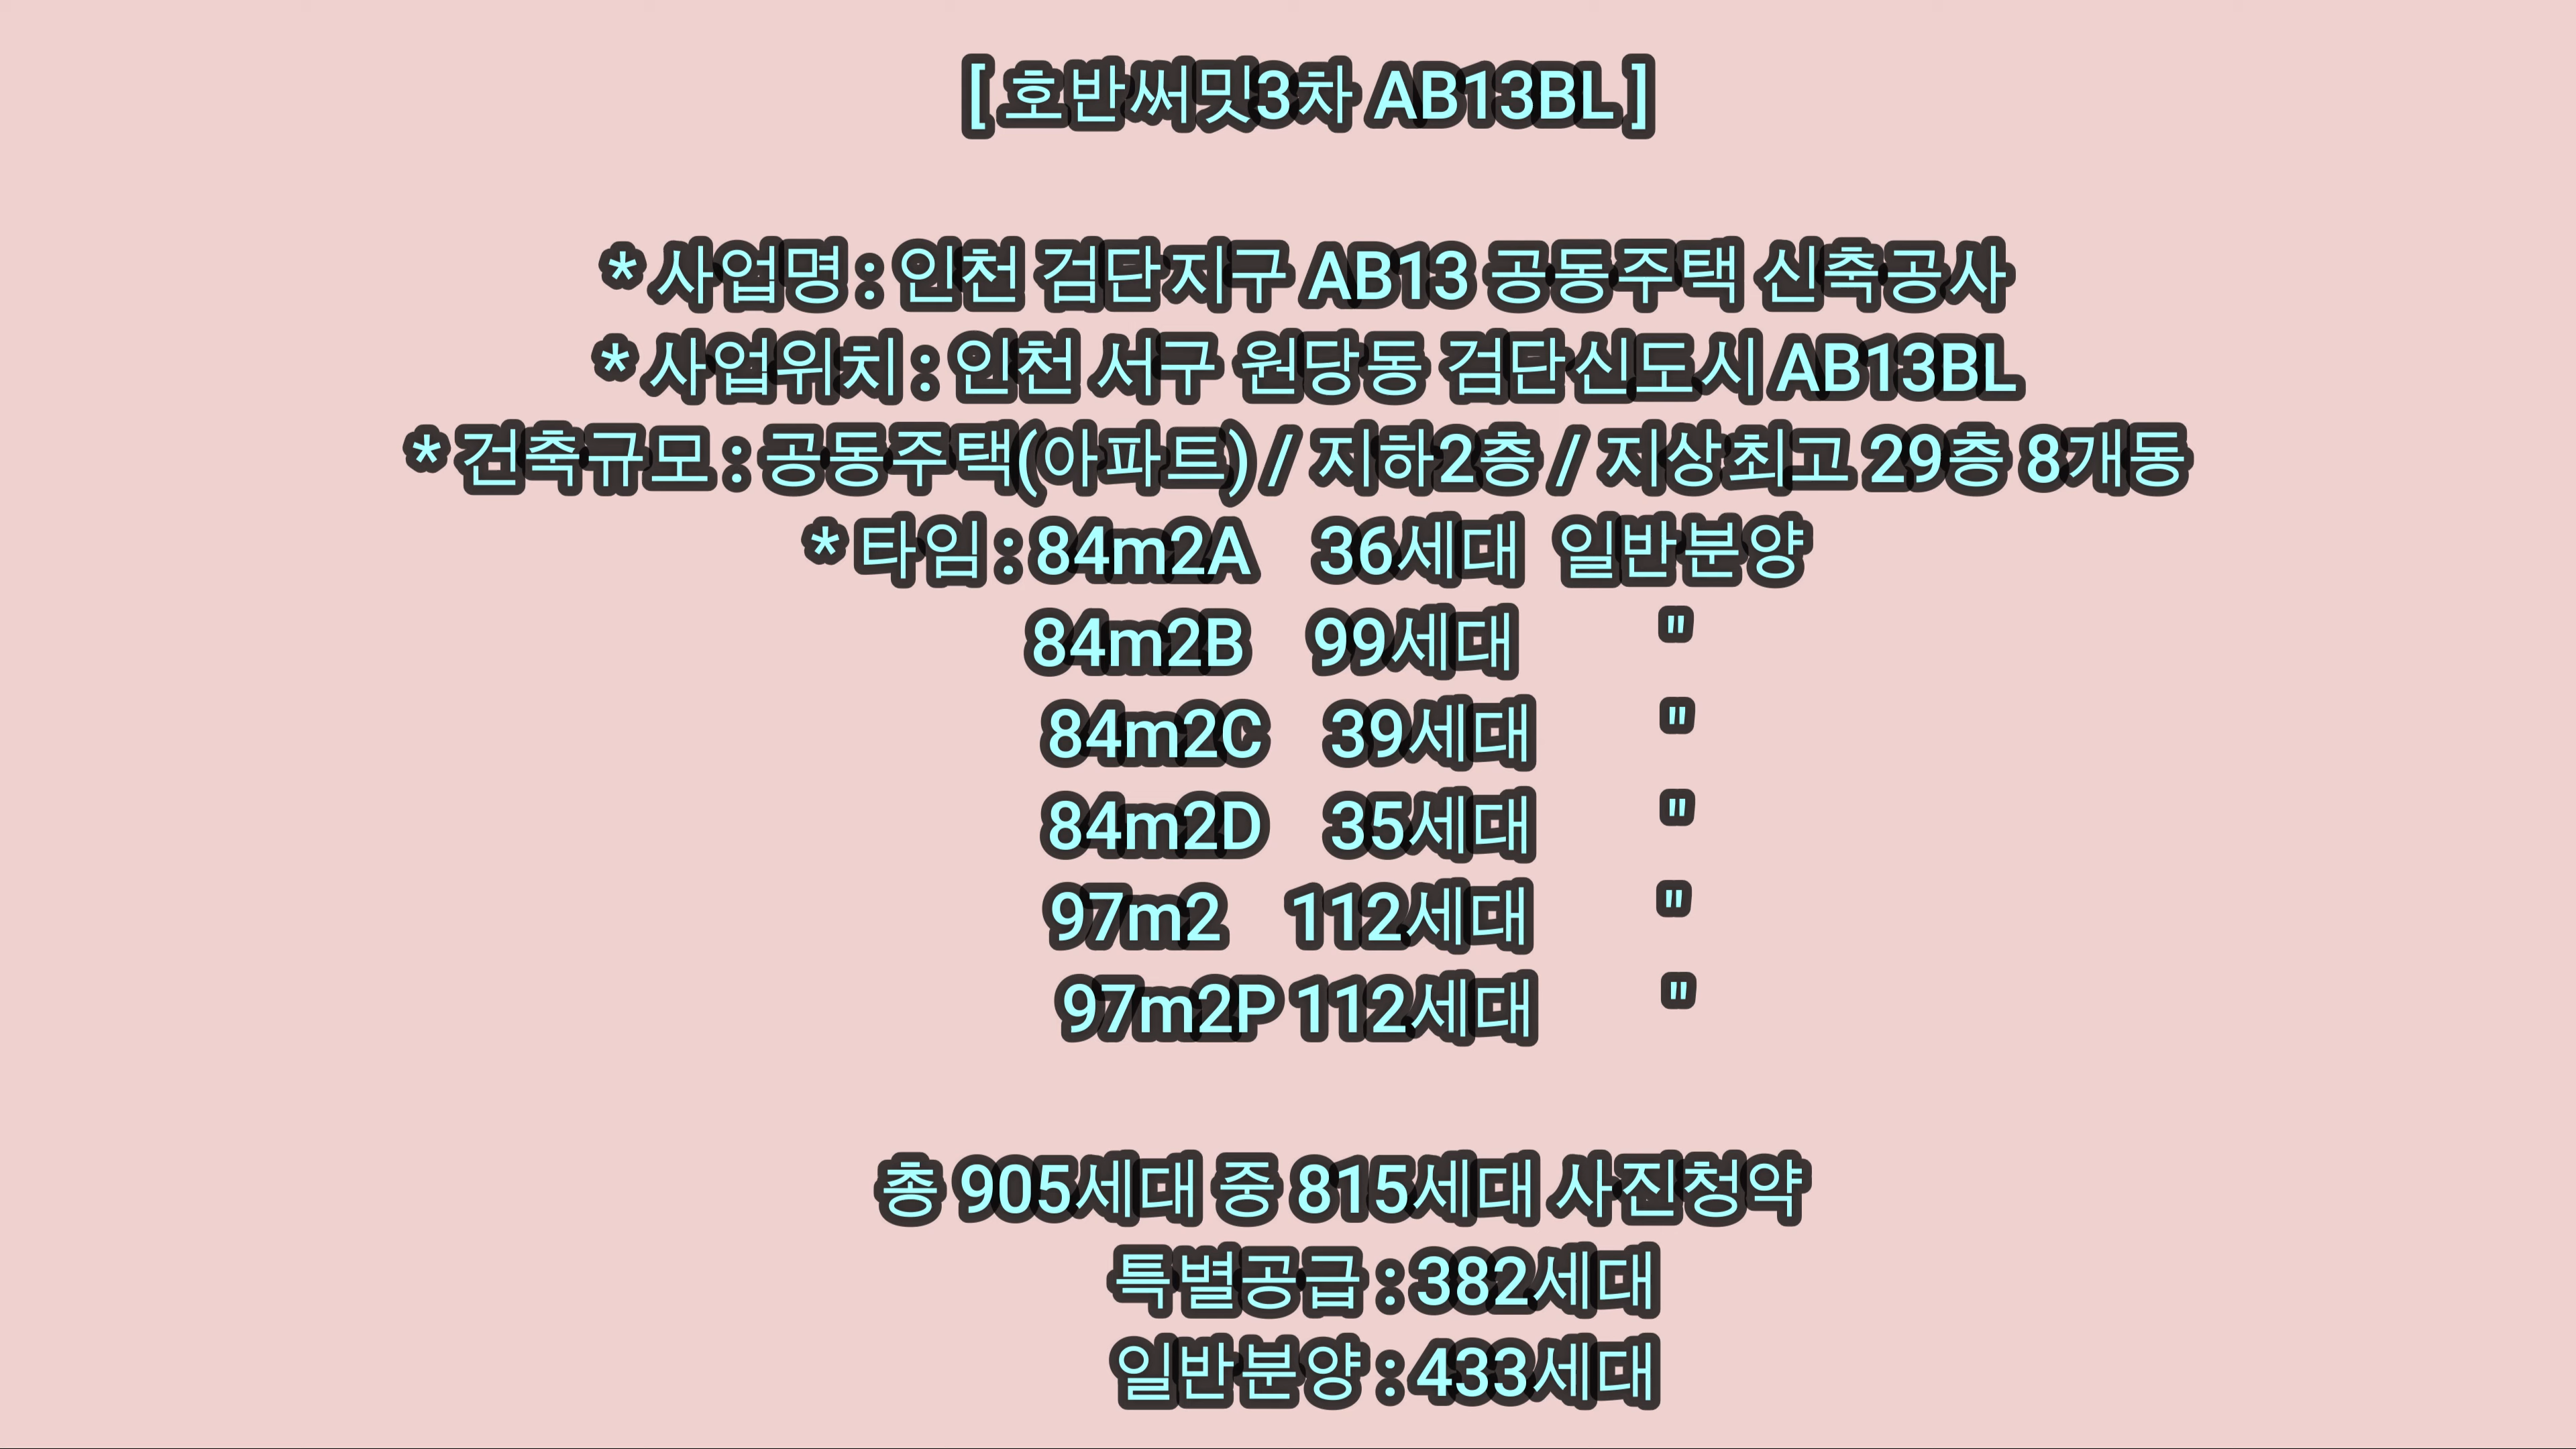 [ 호반써밋3차 AB13BL ]
* 사업명 : 인천 검단지구 AB13 공동주택 신축공사
* 사업위치 : 인천 서구 원당동 검단신도시 AB13BL
* 건축규모 : 공동주택(아파트) / 지하2층 / 지상최고 29층 8개동
* 타임 : 84m2A 36세대 일반분양
84m2B 99세대 "
84m2C 39세대 "
84m2D 35세대 "
97m2 112세대 "
97m2P 112세대 "
총 905세대 중 815세대 사진청약
특별공급 : 382세대
일반분양 : 433세대